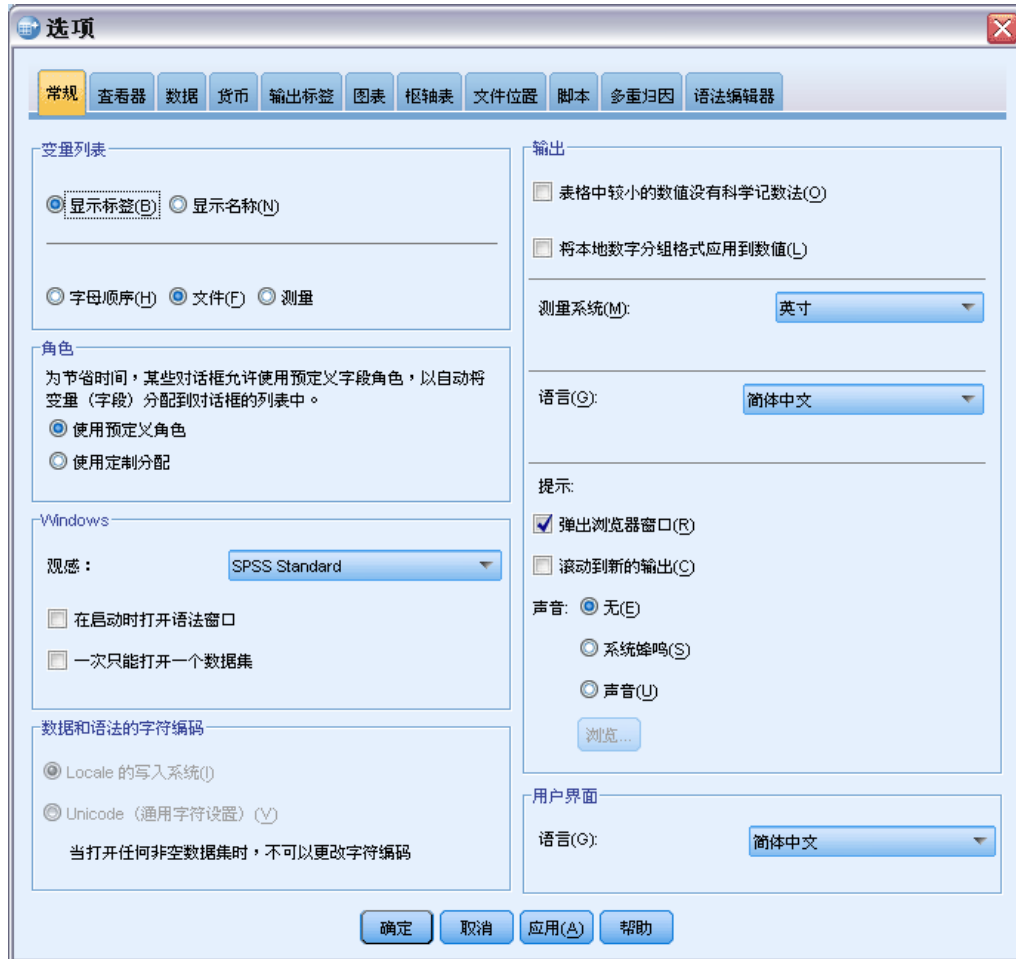 选项
常规 查看器 数据 货币 输出标签 图表 枢轴表 文件位置 脚本 多重归因 语法编辑器
变量列表
显示标签(B) 显示名称(N)
字母顺序(H) 文件(F) 测量
角色
为节省时间，某些对话框允许使用预定义字段角色，以自动将
变量（字段）分配到对话框的列表中。
使用预定义角色
使用定制分配
Windows
观感： SPSS Standard
在启动时打开语法窗口
一次只能打开一个数据集
数据和语法的字符编码
Locale 的写入系统(I)
Unicode（通用字符设置）(V)
当打开任何非空数据集时，不可以更改字符编码
输出
表格中较小的数值没有科学记数法(O)
将本地数字分组格式应用到数值(L)
测量系统(M): 英寸
语言(G): 简体中文
提示:
弹出浏览器窗口(R)
滚动到新的输出(C)
声音: 无(E)
系统蜂鸣(S)
声音(U)
浏览...
用户界面
语言(G): 简体中文
确定 取消 应用(A) 帮助